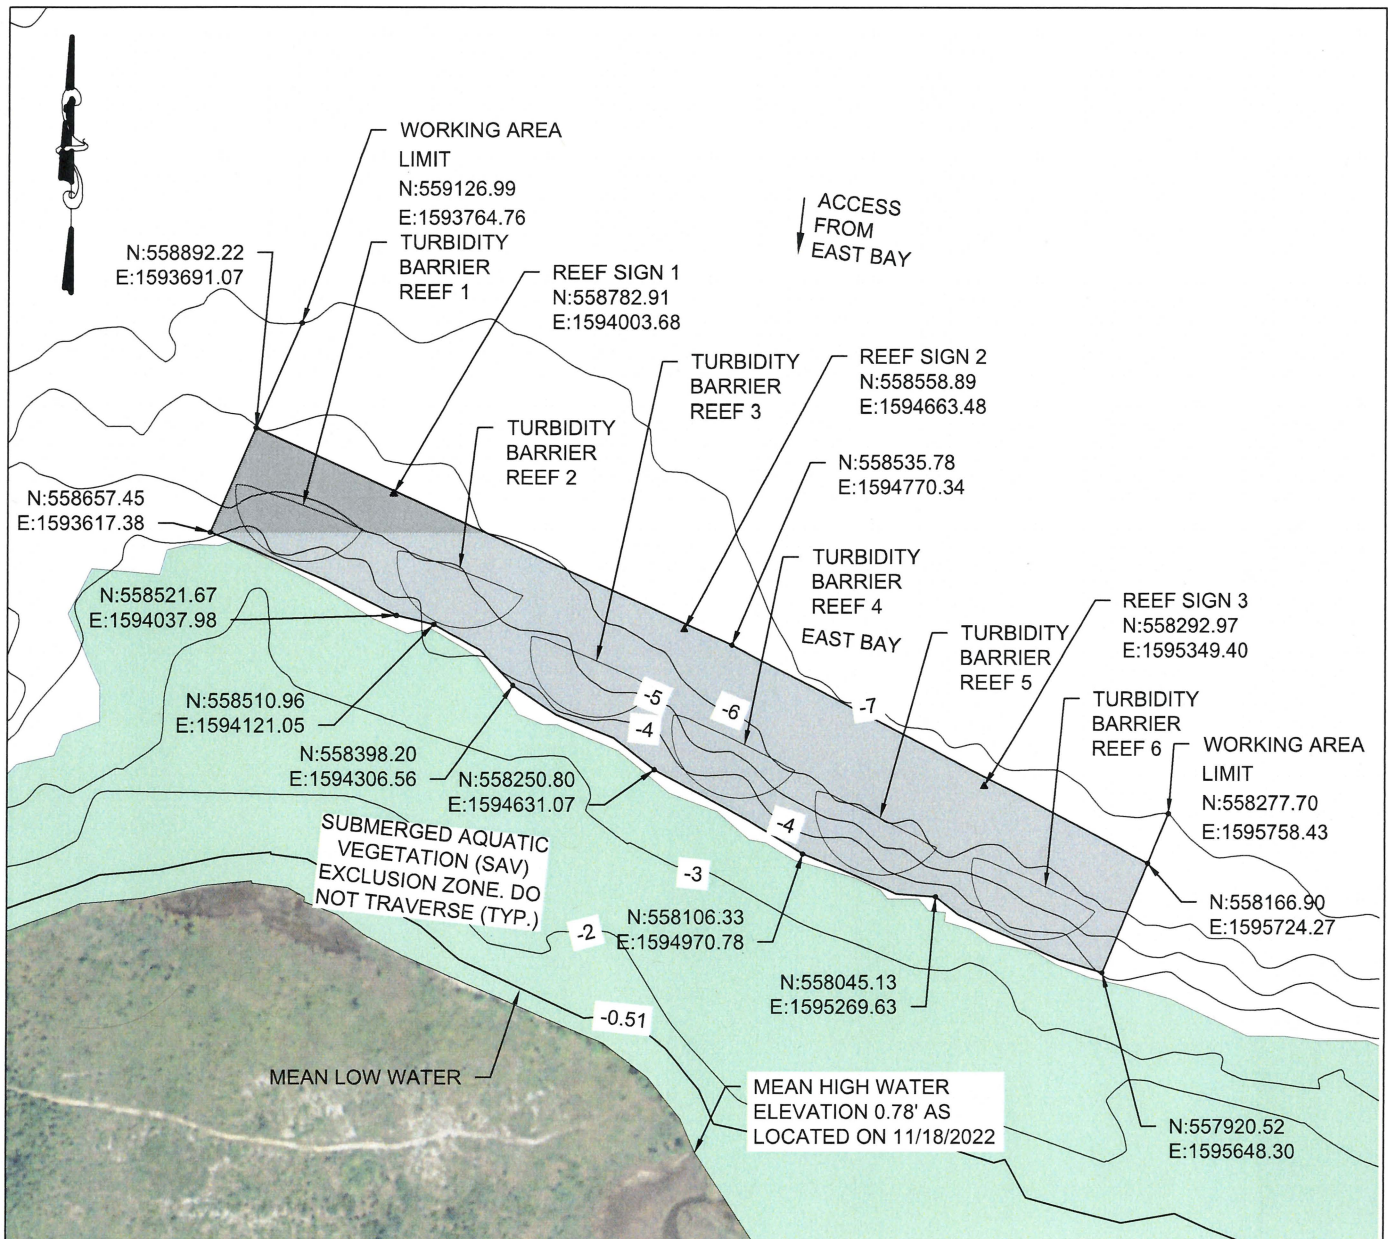 WORKING AREA
LIMIT
N:559126.99
E:1593764.76
TURBIDITY
BARRIER
REEF 1
N:558892.22
E:1593691.07
ACCESS
FROM
EAST BAY
REEF SIGN 1
N:558782.91
E:1594003.68
TURBIDITY
BARRIER
REEF 3
REEF SIGN 2
N:558558.89
E:1594663.48
TURBIDITY
BARRIER
REEF 2
N:558535.78
E:1594770.34
N:558657.45
E:1593617.38
TURBIDITY
BARRIER
REEF 4
EAST BAY
N:558521.67
E:1594037.98
REEF SIGN 3
N:558292.97
E:1595349.40
TURBIDITY
BARRIER
REEF 5
TURBIDITY
BARRIER
REEF 6
-5
-6
-7
-4
N:558510.96
E:1594121.05
WORKING AREA
LIMIT
N:558277.70
E:1595758.43
N:558398.20
E:1594306.56
N:558250.80
E:1594631.07
-4
SUBMERGED AQUATIC
VEGETATION (SAV)
EXCLUSION ZONE. DO
NOT TRAVERSE (TYP.)
-3
-2
N:558106.33
E:1594970.78
N:558166.90
E:1595724.27
N:558045.13
E:1595269.63
-0.51
MEAN LOW WATER
MEAN HIGH WATER
ELEVATION 0.78' AS
LOCATED ON 11/18/2022
N:557920.52
E:1595648.30